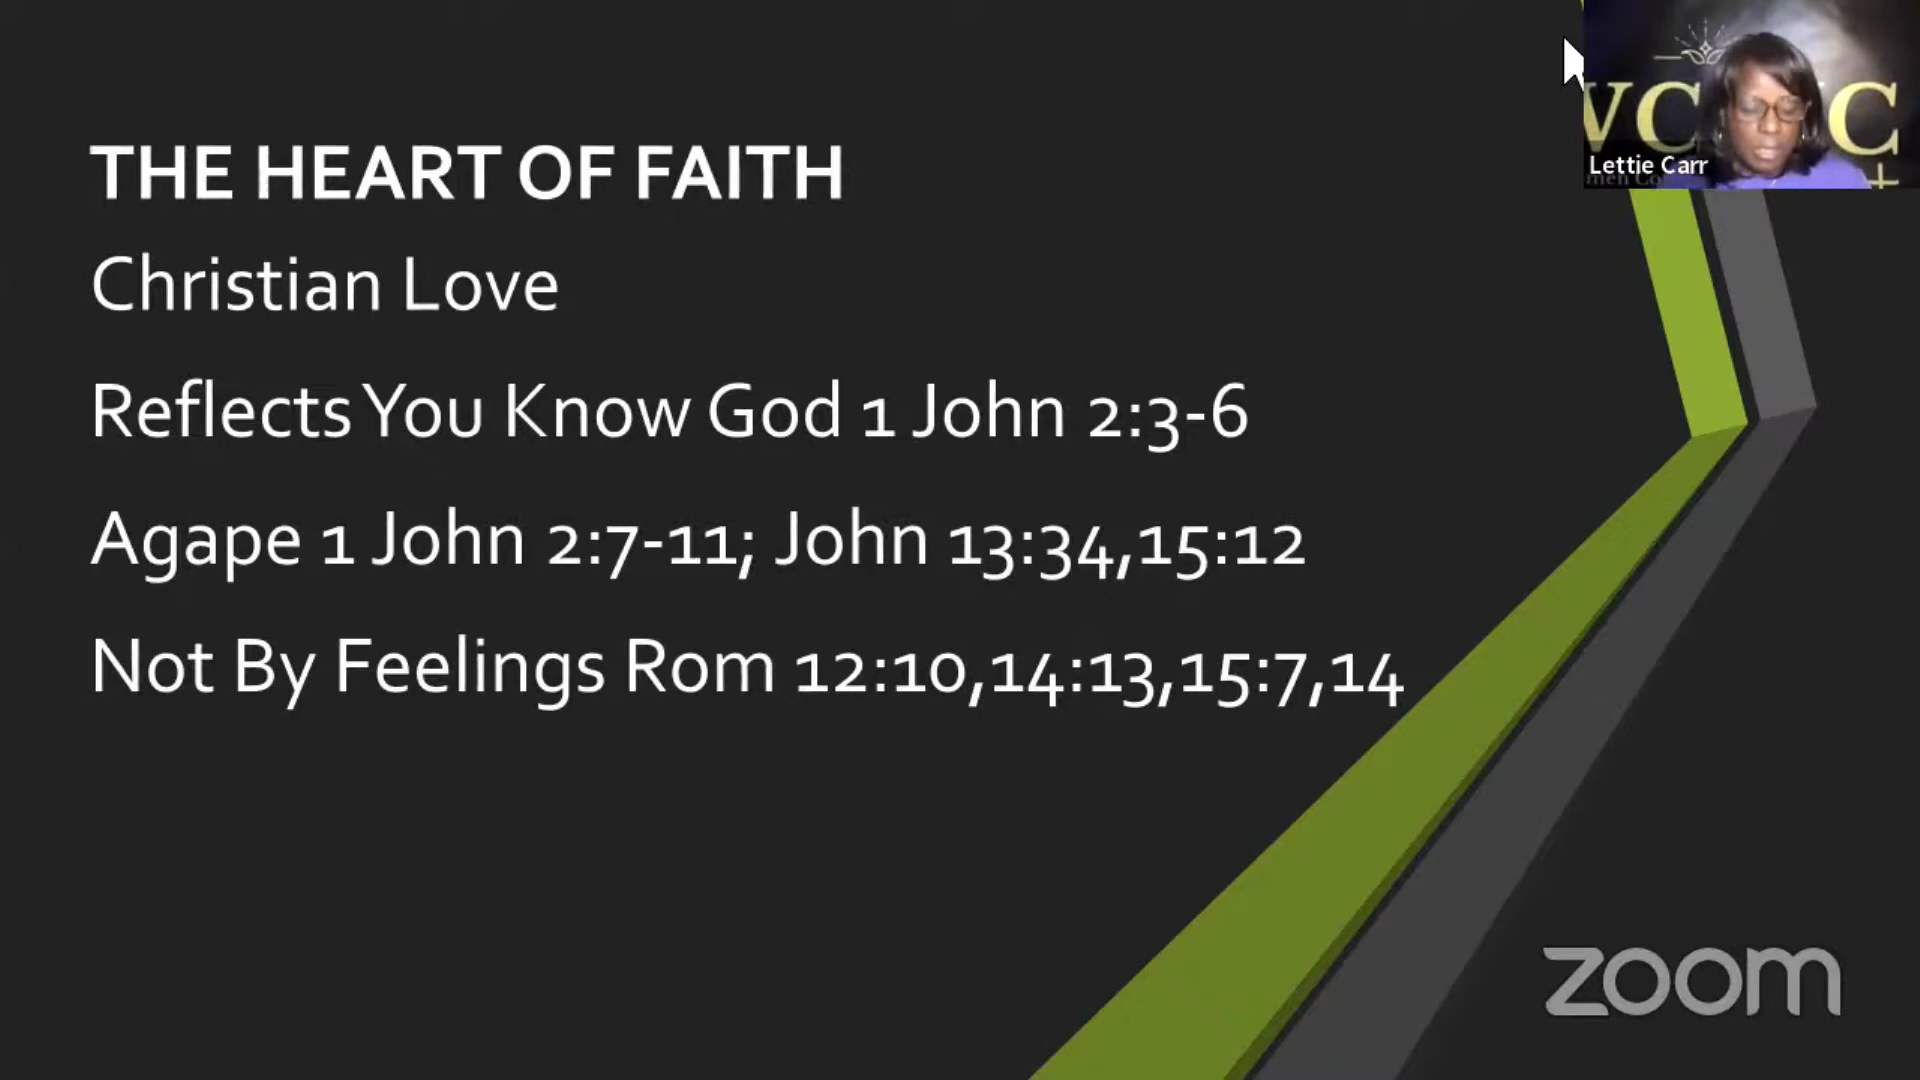 THE HEART OF FAITH
Christian Love
Reflects You Know God 1 John 2:3-6
Agape 1 John 2:7-11; John 13:34,15:12
Not By Feelings Rom 12:10,14:13,15:7,14
Lettie Carr
zoom